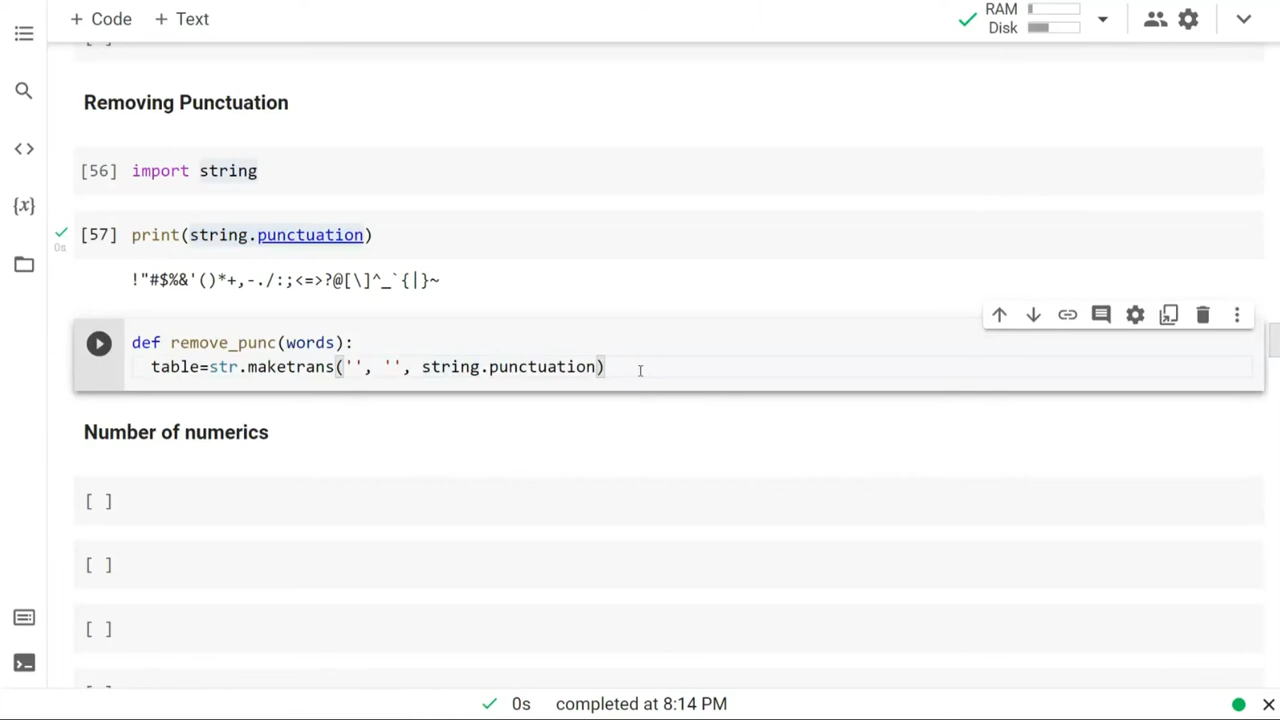 + Code + Text
RAM
Disk
[ ]
Removing Punctuation
[56] import string
[57] print(string.punctuation)
0s
!"#$%&'()*+,-./:;<=>?@[\]^_`{|}~
def remove_punc(words):
table=str.maketrans('', '', string.punctuation)
Number of numerics
[ ]
[ ]
[ ]
[ ]
0s completed at 8:14 PM